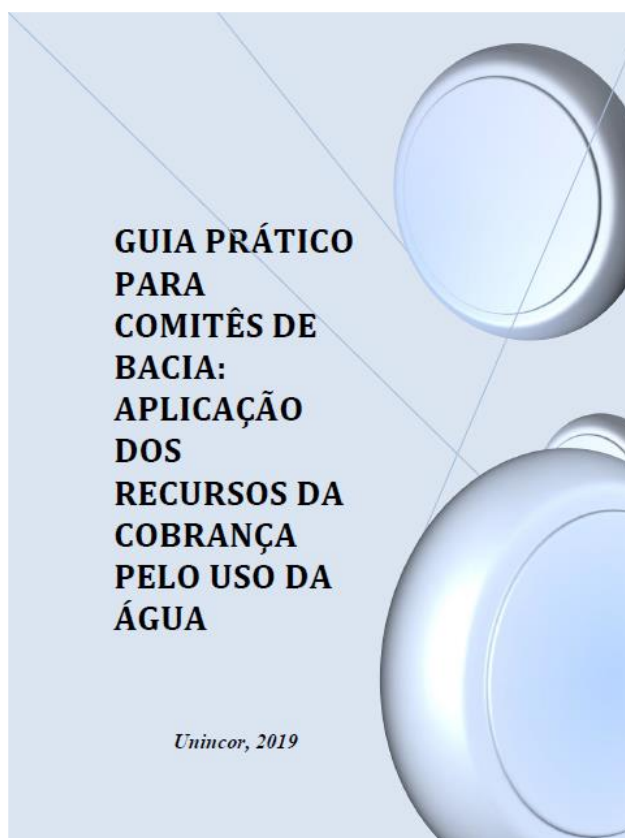 GUIA PRÁTICO
PARA
COMITÊS DE
BACIA:
APLICAÇÃO
DOS
RECURSOS DA
COBRANÇA
PELO USO DA
ÁGUA
Unincor, 2019